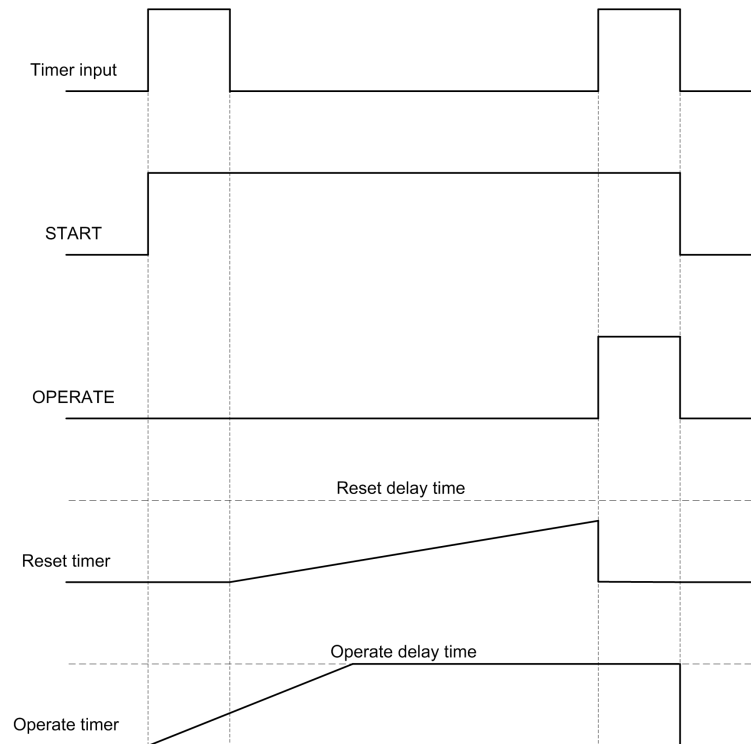 Timer input
START
OPERATE
Reset delay time
Reset timer
Operate delay time
Operate timer